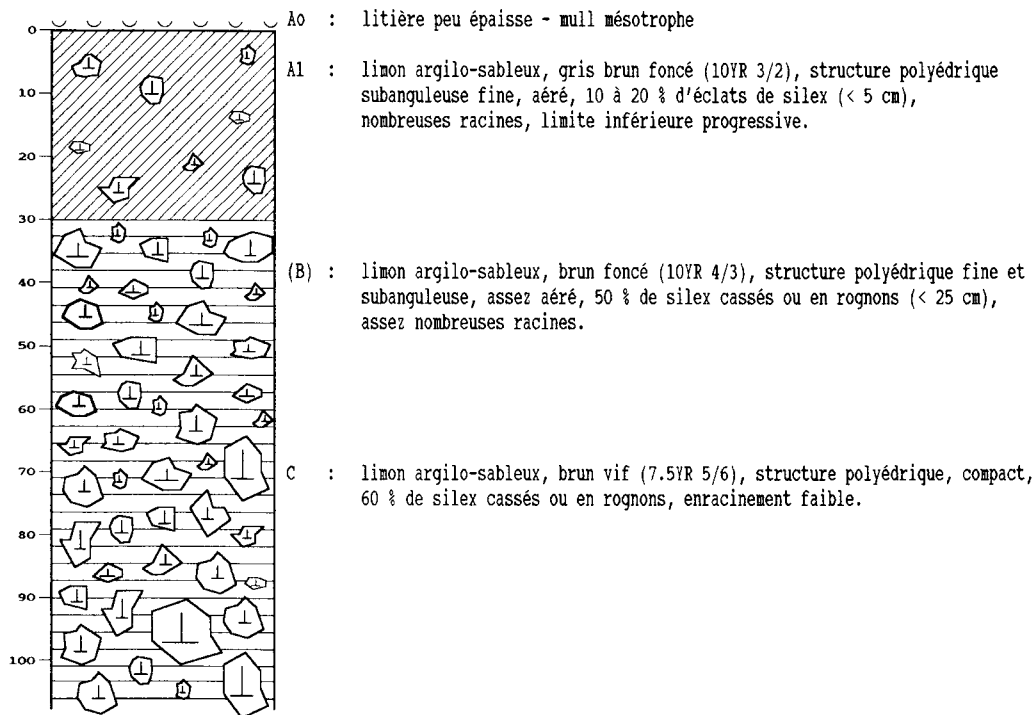 Ao : litière peu épaisse - mull mésotrophe
0
A1 : limon argilo-sableux, gris brun foncé (10YR 3/2), structure polyédrique
subanguleuse fine, aéré, 10 à 20 % d'éclats de silex (< 5 cm),
nombreuses racines, limite inférieure progressive.
10
20
30
(B) : limon argilo-sableux, brun foncé (10YR 4/3), structure polyédrique fine et
subanguleuse, assez aéré, 50 % de silex cassés ou en rognons (< 25 cm),
assez nombreuses racines.
40
50
60
70
C : limon argilo-sableux, brun vif (7.5YR 5/6), structure polyédrique, compact,
60 % de silex cassés ou en rognons, enracinement faible.
80
90
100